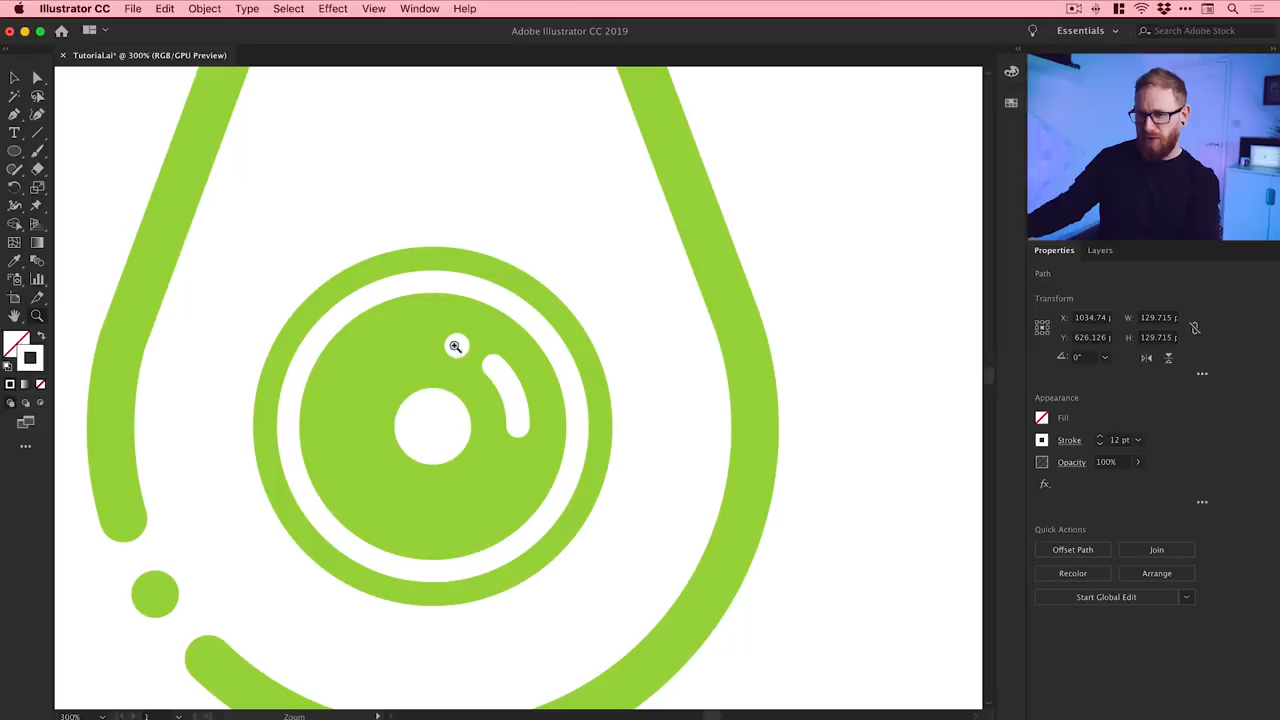 Illustrator CC File Edit Object Type Select Effect View Window Help
Adobe Illustrator CC 2019
Essentials
Search Adobe Stock
× Tutorial.ai* @ 300% (RGB/GPU Preview)
Properties Layers
Path
Transform
X: 1034.74 p W: 129.715 p
Y: 626.126 p H: 129.715 p
0°
Appearance
Fill
Stroke 12 pt
Opacity 100%
fx.
Quick Actions
Offset Path Join
Recolor Arrange
Start Global Edit
300% 1 Zoom